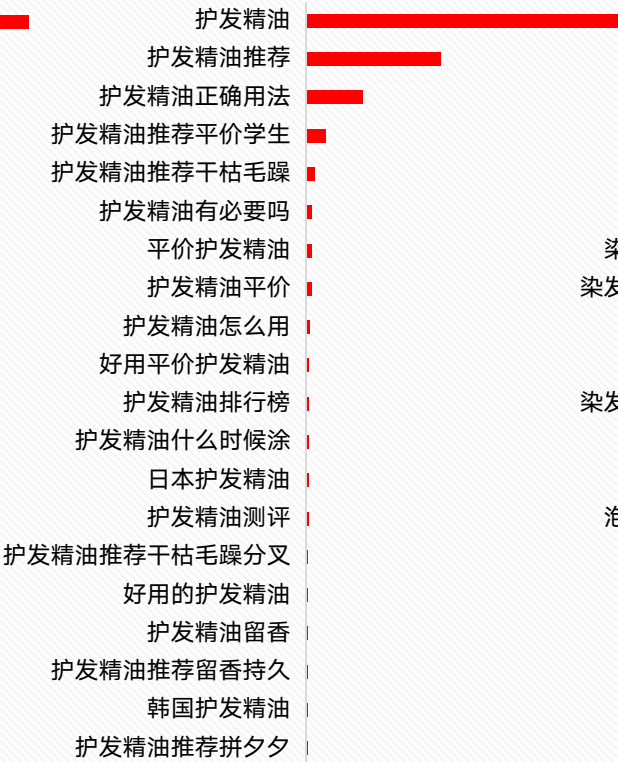 护发精油
护发精油推荐
护发精油正确用法
护发精油推荐平价学生
护发精油推荐干枯毛躁
护发精油有必要吗
平价护发精油
护发精油平价
染发
护发精油怎么用
好用平价护发精油
护发精油排行榜
染发
护发精油什么时候涂
日本护发精油
护发精油测评
护发精油推荐干枯毛躁分叉
好用的护发精油
护发精油留香
护发精油推荐留香持久
韩国护发精油
护发精油推荐拼夕夕